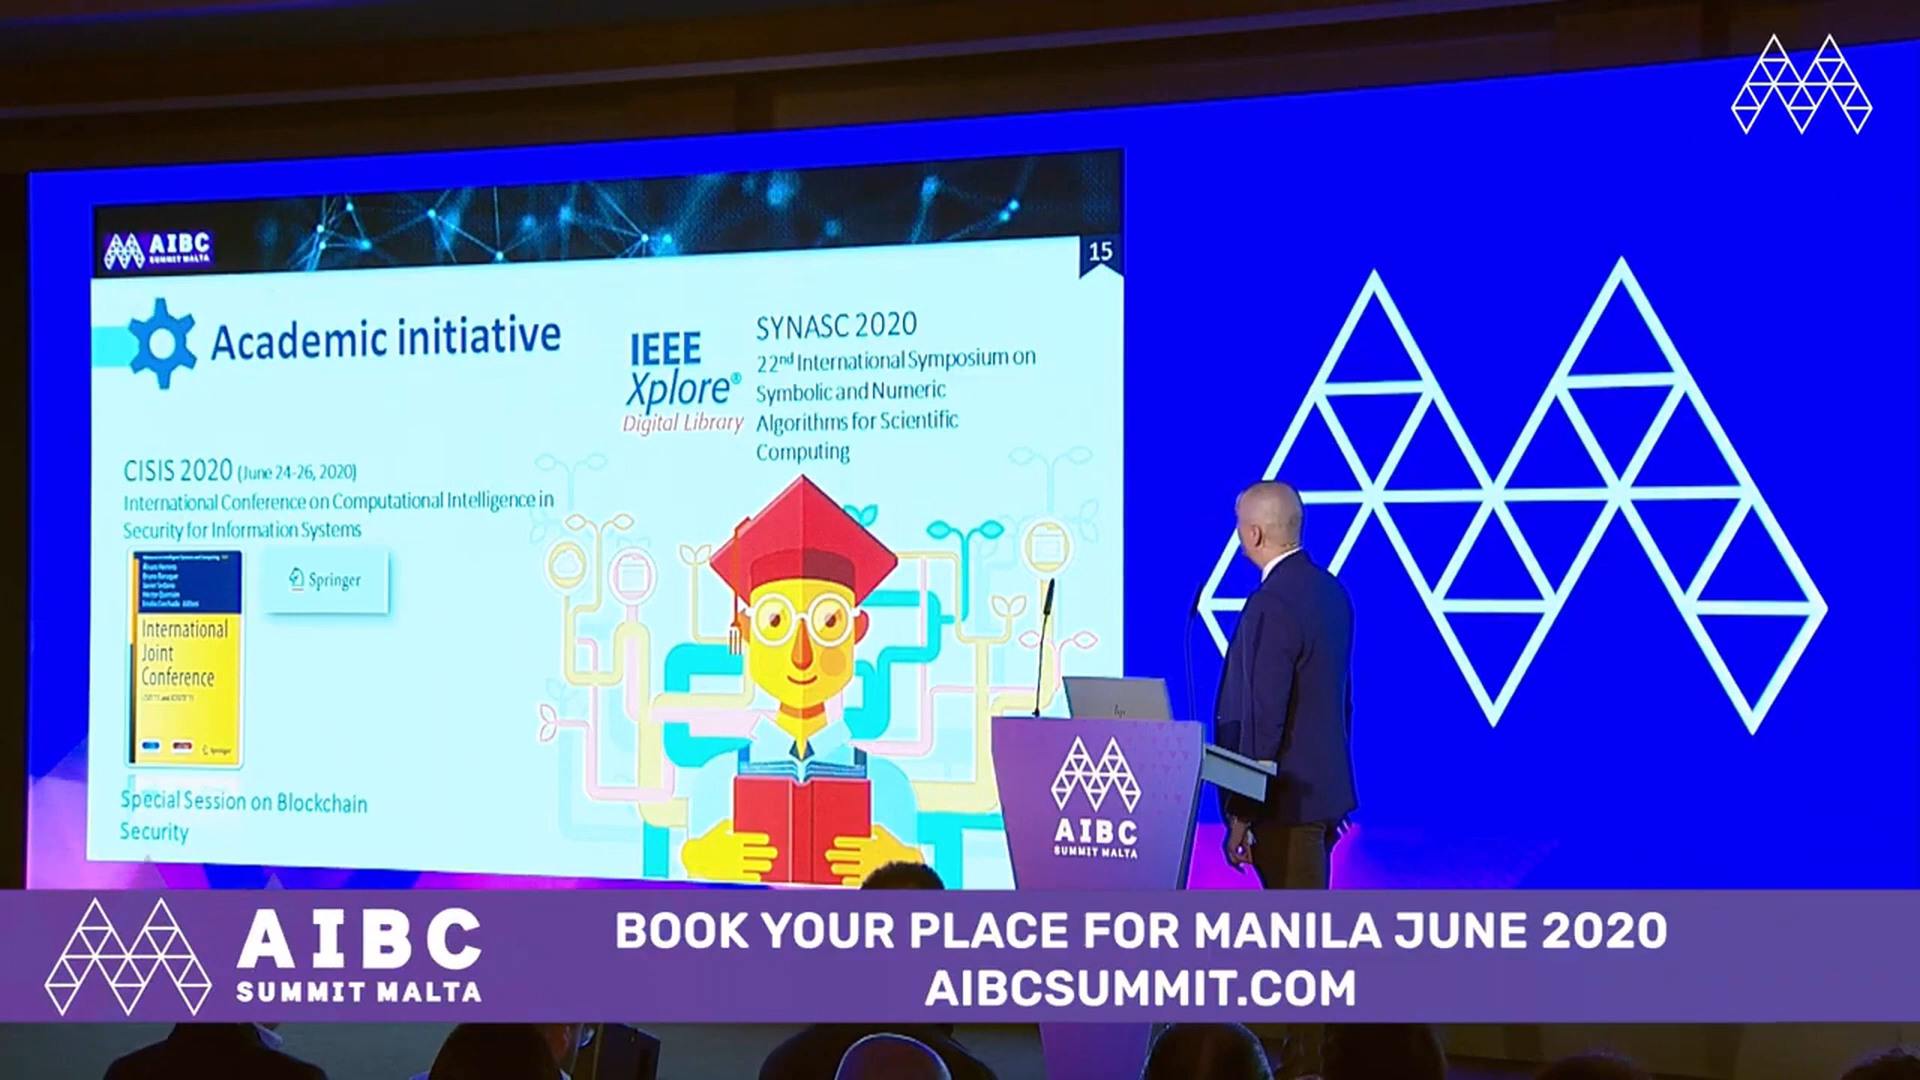 AIBC
SUMMIT MALTA
15
Academic initiative
IEEE
Xplore®
Digital Library
SYNASC 2020
22nd International Symposium on
Symbolic and Numeric
Algorithms for Scientific
Computing
CISIS 2020 (June 24-26, 2020)
International Conference on Computational Intelligence in
Security for Information Systems
International
Joint
Conference
Springer
Springer
Special Session on Blockchain
Security
hp
AIBC
SUMMIT MALTA
AIBC
SUMMIT MALTA
BOOK YOUR PLACE FOR MANILA JUNE 2020
AIBCSUMMIT.COM